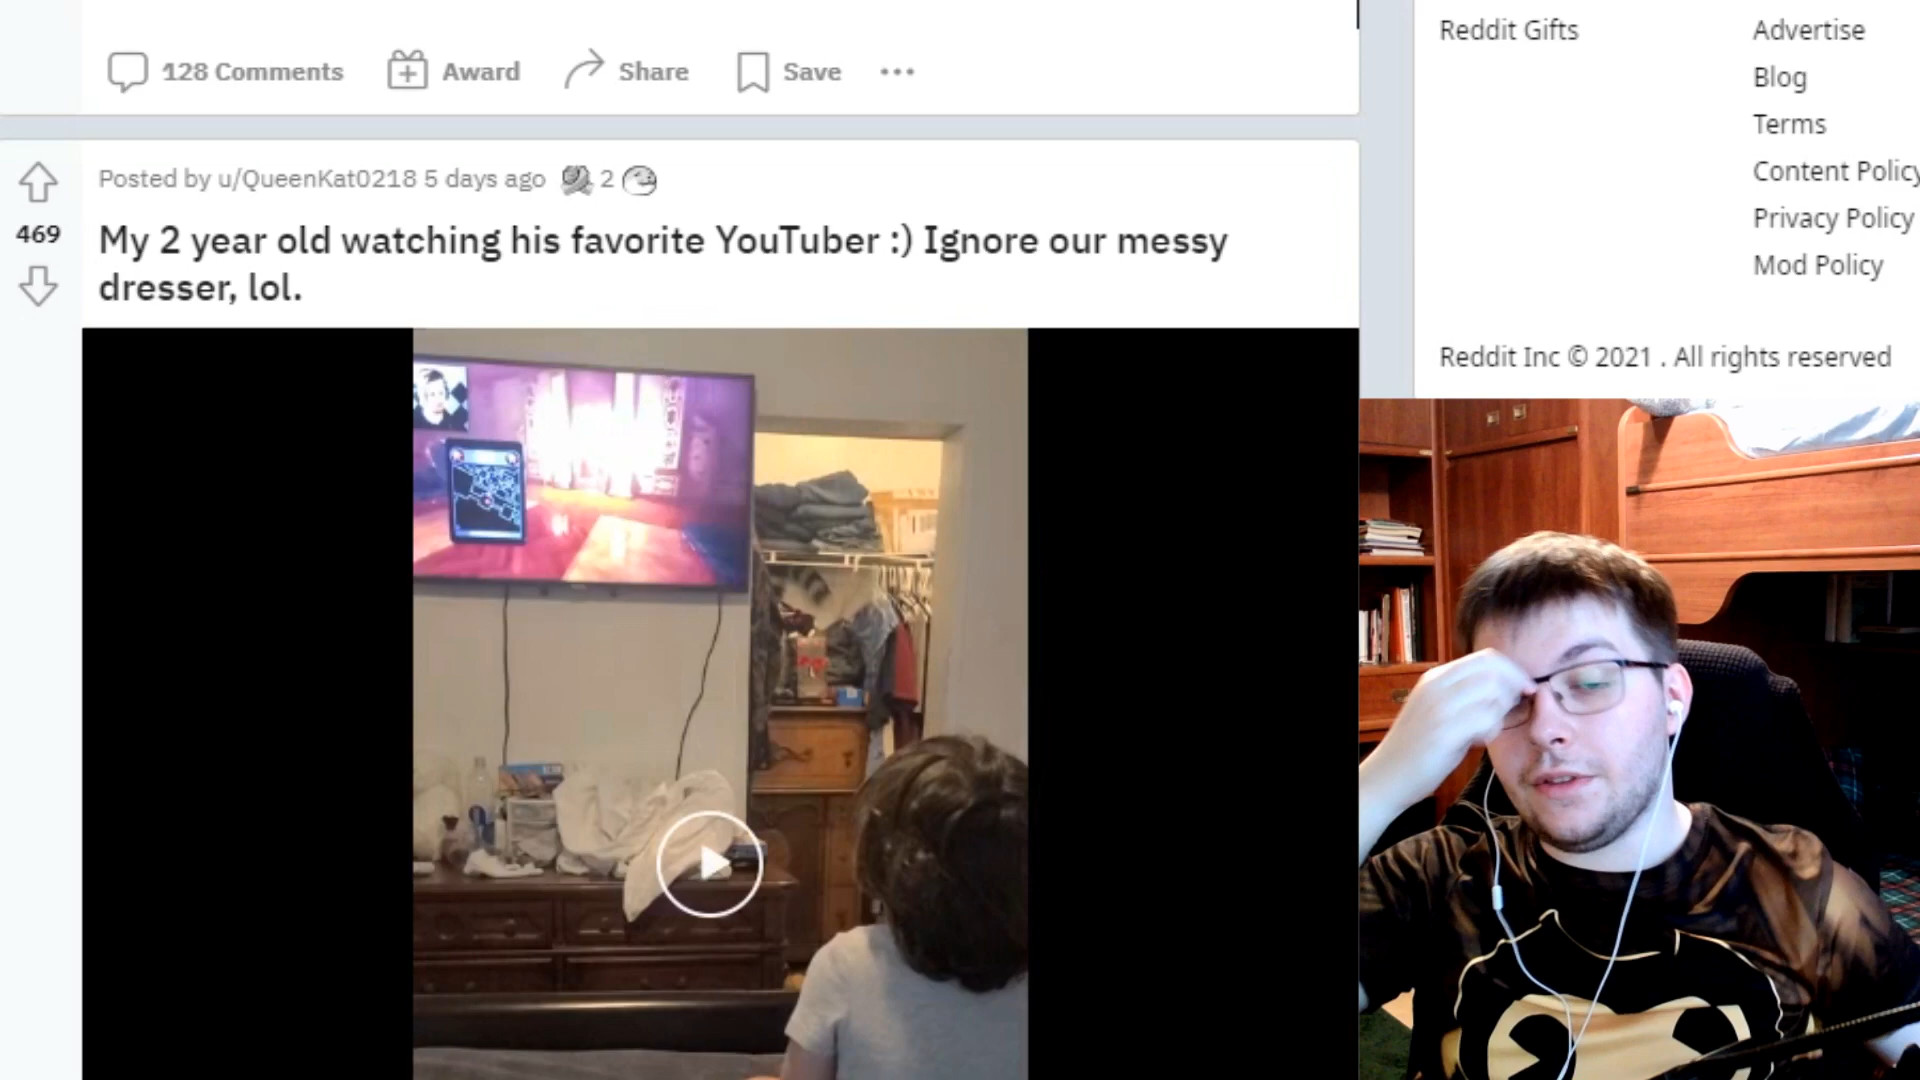 128 Comments
Award
Share
Save
Posted by u/QueenKat0218 5 days ago
2
469
My 2 year old watching his favorite YouTuber :) Ignore our messy
dresser, lol.
Reddit Gifts
Advertise
Blog
Terms
Content Policy
Privacy Policy
Mod Policy
Reddit Inc © 2021 . All rights reserved